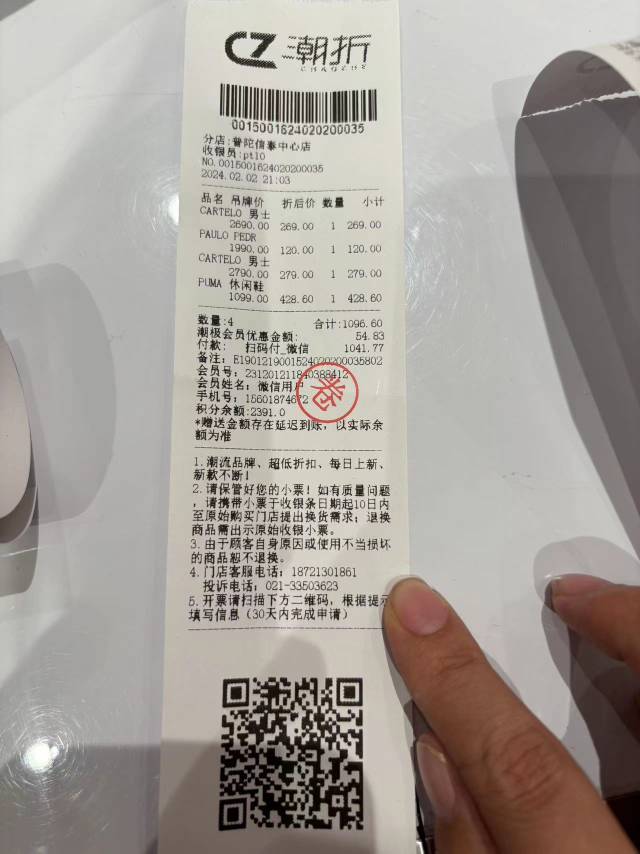 CZ 潮折
CHAOZHE
0015001624020200035
分店:普陀信泰中心店
收银员:pt10
NO.0015001624020200035
2024.02.02 21:03
品名 吊牌价 折后价 数量 小计
CARTELO 男士
2690.00 269.00 1 269.00
PAULO PEDR
1990.00 120.00 1 120.00
CARTELO 男士
2790.00 279.00 1 279.00
PUMA 休闲鞋
1099.00 428.60 1 428.60
数量:4 合计:1096.60
潮极会员优惠金额: 54.83
付款: 扫码付_微信 1041.77
备注: E1901219001524020200035802
会员号: 231201211840388412
会员姓名: 微信用户
手机号: 15601874672
积分余额:2391.0
*赠送金额存在延迟到账,以实际余
额为准
1.潮流品牌、超低折扣、每日上新、
新款不断!
2.请保管好您的小票!如有质量问题
,请携带小票于收银条日期起10日内
至原始购买门店提出换货需求;退换
商品需出示原始收银小票。
3.由于顾客自身原因或使用不当损坏
的商品恕不退换。
4.门店客服电话: 18721301861
投诉电话: 021-33503623
5.开票请扫描下方二维码,根据提示
填写信息(30天内完成申请)